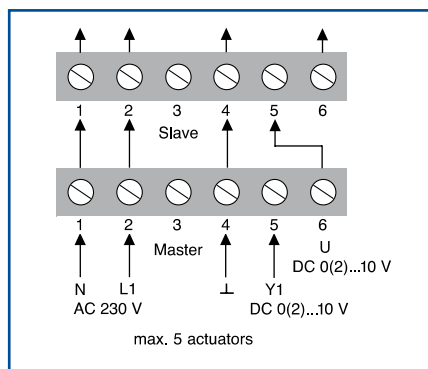 1 2 3 4 5 6
Slave
1 2 3 4 5 6
Master
U
DC 0(2)...10 V
N L1 ⊥ Y1
AC 230 V DC 0(2)...10 V
max. 5 actuators